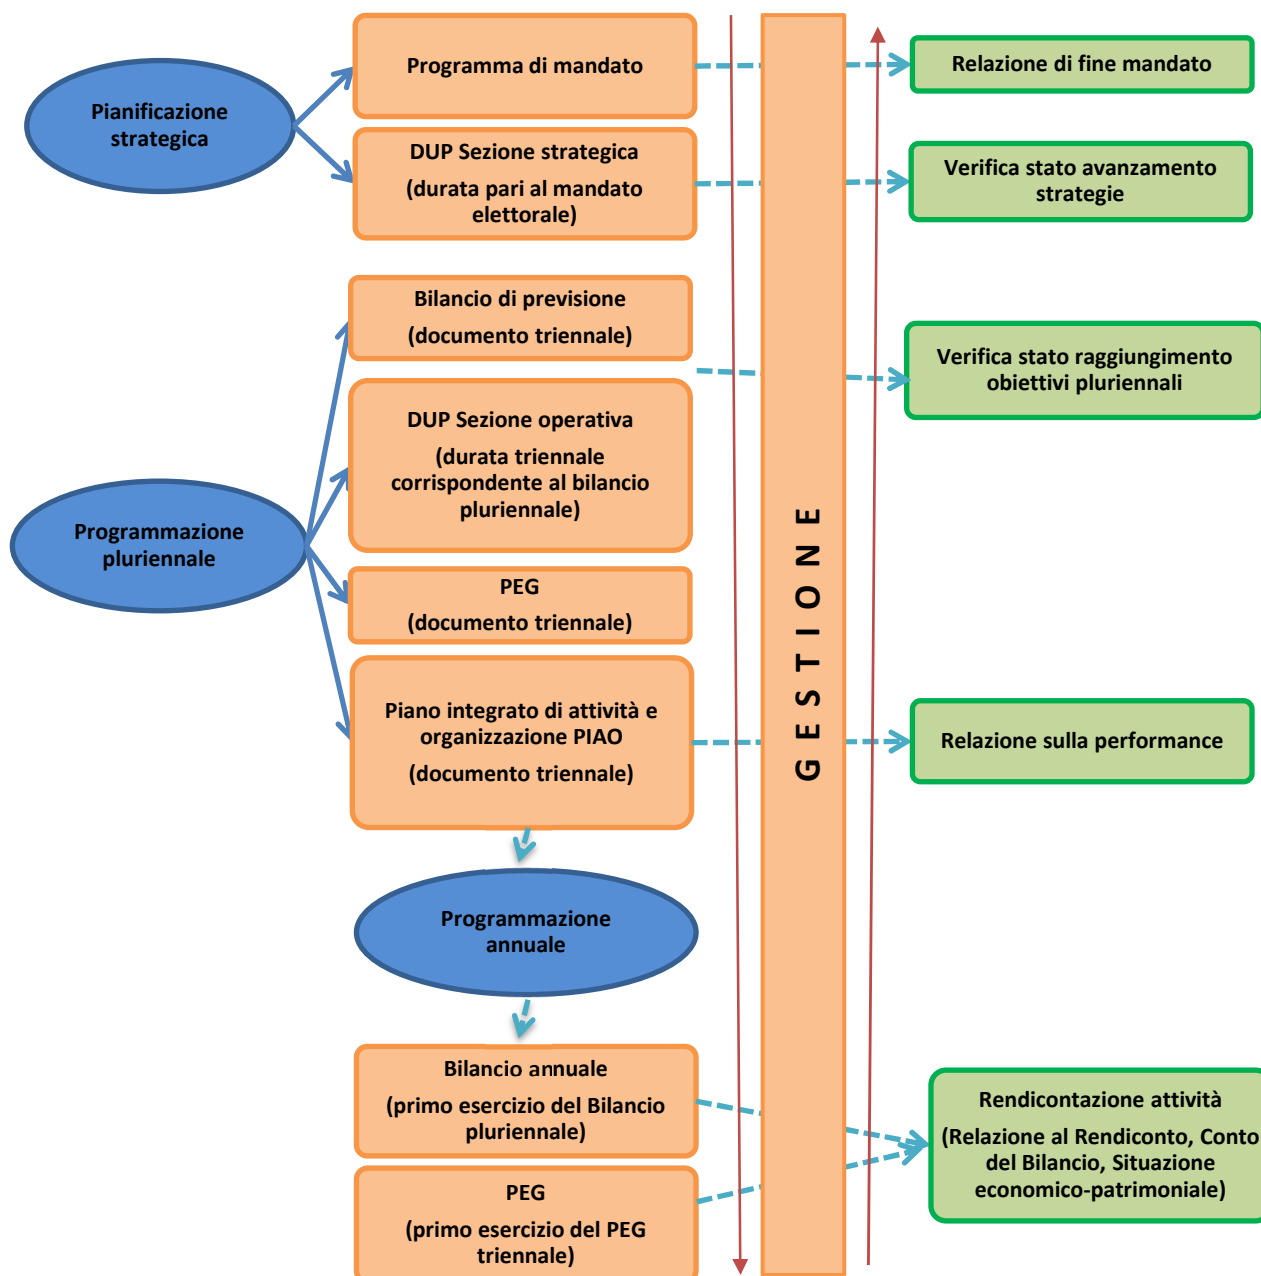 Programma di mandato
Relazione di fine mandato
Pianificazione
strategica
DUP Sezione strategica
(durata pari al mandato
elettorale)
Verifica stato avanzamento
strategie
Bilancio di previsione
(documento triennale)
Verifica stato raggiungimento
obiettivi pluriennali
DUP Sezione operativa
(durata triennale
corrispondente al bilancio
pluriennale)
Programmazione
pluriennale
PEG
(documento triennale)
GESTIONE
Piano integrato di attività e
organizzazione PIAO
(documento triennale)
Relazione sulla performance
Programmazione
annuale
Bilancio annuale
(primo esercizio del Bilancio
pluriennale)
Rendicontazione attività
(Relazione al Rendiconto, Conto
del Bilancio, Situazione
economico-patrimoniale)
PEG
(primo esercizio del PEG
triennale)